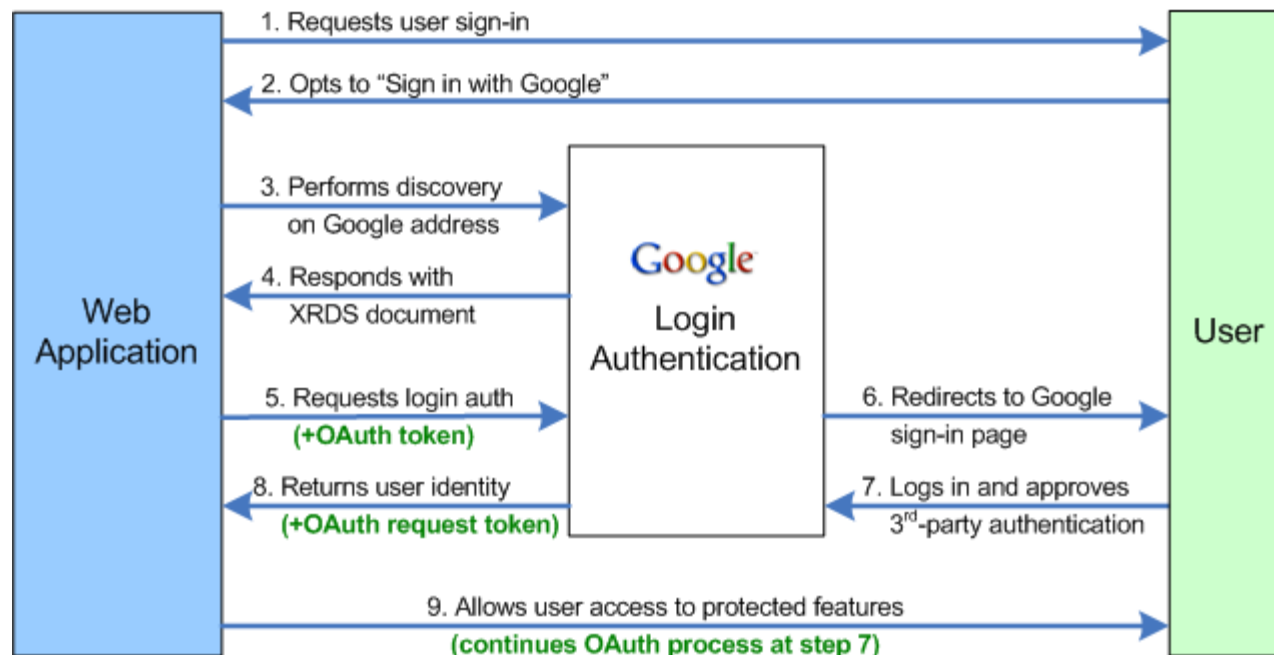 1. Requests user sign-in
2. Opts to “Sign in with Google”
3. Performs discovery
on Google address
Google
4. Responds with
XRDS document
Login
Authentication
Web
Application
User
5. Requests login auth
(+OAuth token)
6. Redirects to Google
sign-in page
8. Returns user identity
(+OAuth request token)
7. Logs in and approves
3rd-party authentication
9. Allows user access to protected features
(continues OAuth process at step 7)